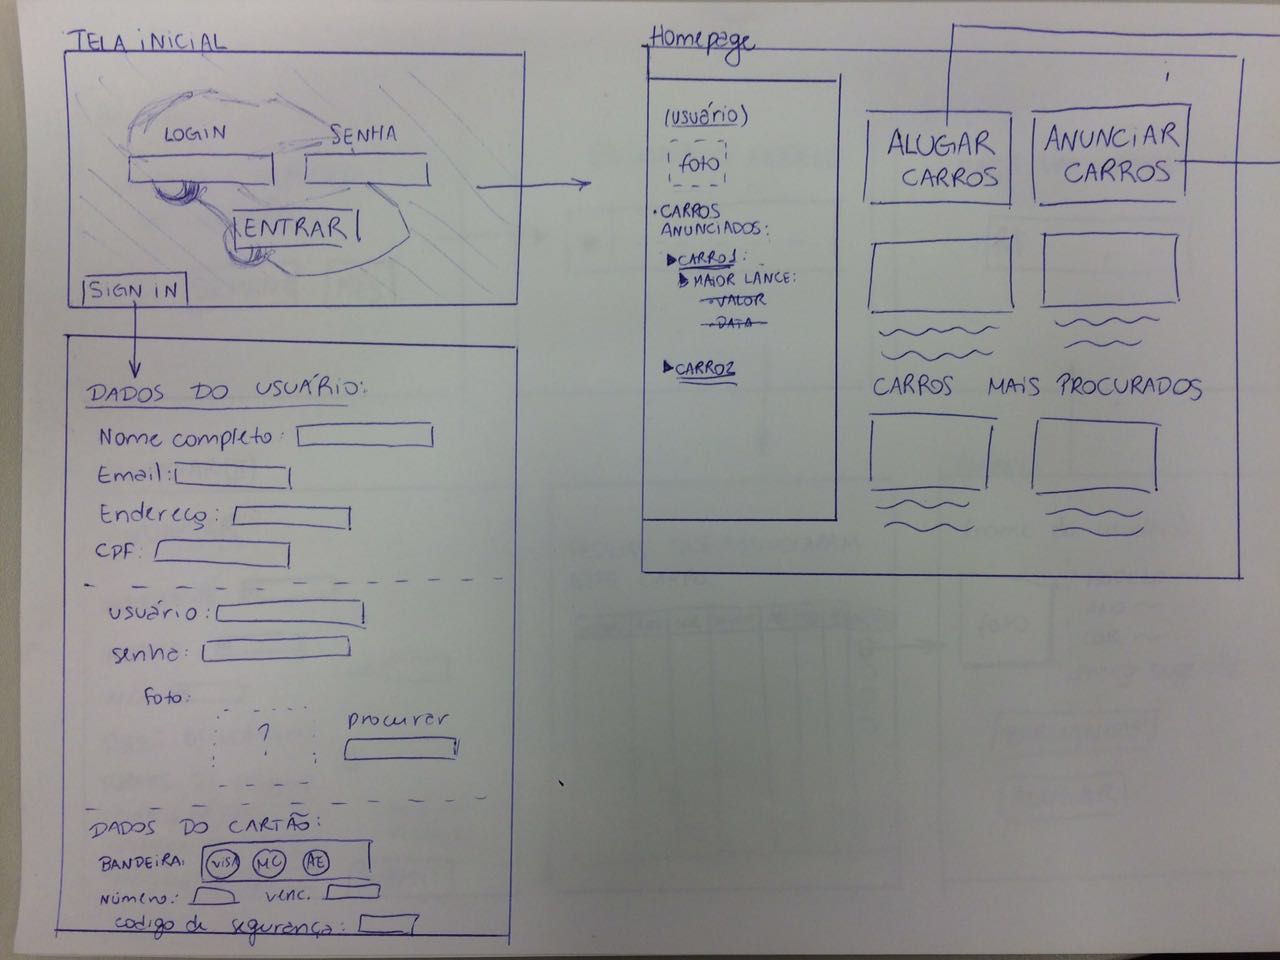 TELA INICIAL
LOGIN
SENHA
ENTRAR
SIGN IN
DADOS DO USUÁRIO:
Nome completo:
Email:
Endereço:
CPF:
usuário:
senha:
foto:
?
procurar
DADOS DO CARTÃO:
BANDEIRA:
VISA
MC
AE
Número:
venc.
codigo de segurança:
Homepage
(usuário)
foto
• CARROS
ANUNCIADOS:
CARRO1:
MAIOR LANCE:
VALOR
DATA
CARRO2
ALUGAR
CARROS
ANUNCIAR
CARROS
CARROS MAIS PROCURADOS